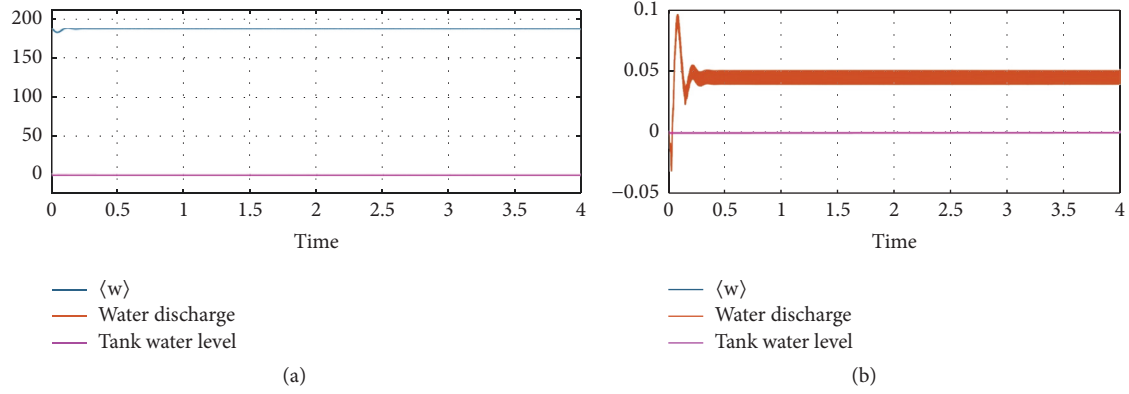 200
150
100
50
0
0 0.5 1 1.5 2 2.5 3 3.5 4
Time
⟨w⟩
Water discharge
Tank water level
(a)
0.1
0.05
0
−0.05
0 0.5 1 1.5 2 2.5 3 3.5 4
Time
⟨w⟩
Water discharge
Tank water level
(b)